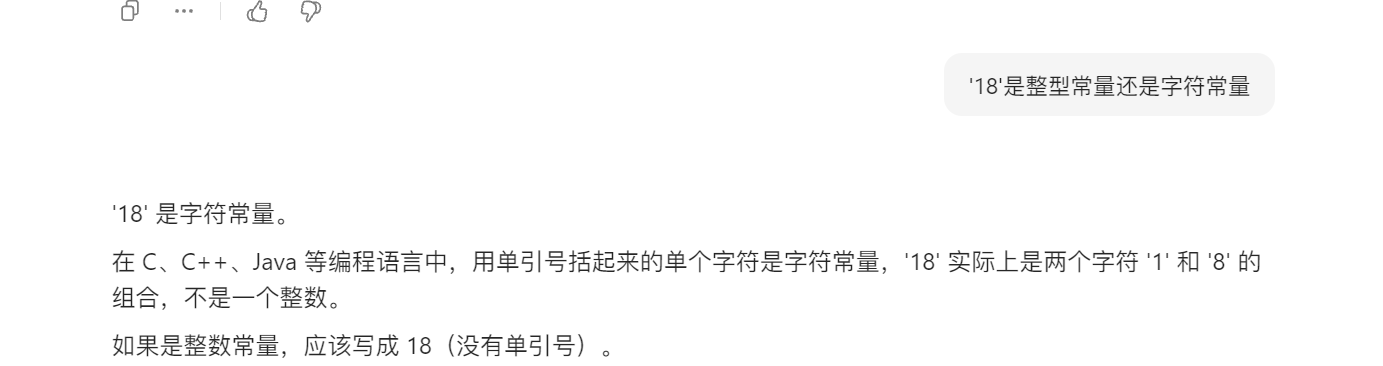 '18'是整型常量还是字符常量
'18' 是字符常量。
在 C、C++、Java 等编程语言中，用单引号括起来的单个字符是字符常量，'18' 实际上是两个字符 '1' 和 '8' 的
组合，不是一个整数。
如果是整数常量，应该写成 18（没有单引号）。